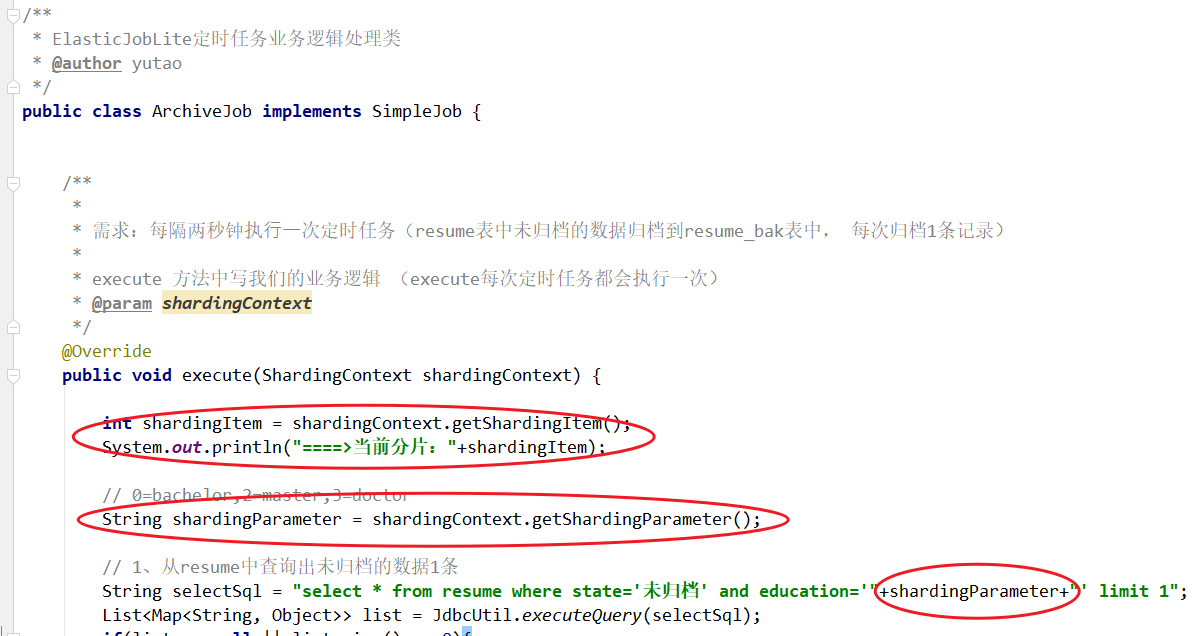 /**
* ElasticJobLite定时任务业务逻辑处理类
* @author yutao
*/
public class ArchiveJob implements SimpleJob {
/**
*
* 需求：每隔两秒钟执行一次定时任务（resume表中未归档的数据归档到resume_bak表中， 每次归档1条记录）
*
* execute 方法中写我们的业务逻辑 （execute每次定时任务都会执行一次）
* @param shardingContext
*/
@Override
public void execute(ShardingContext shardingContext) {
int shardingItem = shardingContext.getShardingItem();
System.out.println("====>当前分片："+shardingItem);
// 0=bachelor,2=master,3=doctor
String shardingParameter = shardingContext.getShardingParameter();
// 1、从resume中查询出未归档的数据1条
String selectSql = "select * from resume where state='未归档' and education='"+shardingParameter+"' limit 1";
List<Map<String, Object>> list = JdbcUtil.executeQuery(selectSql);